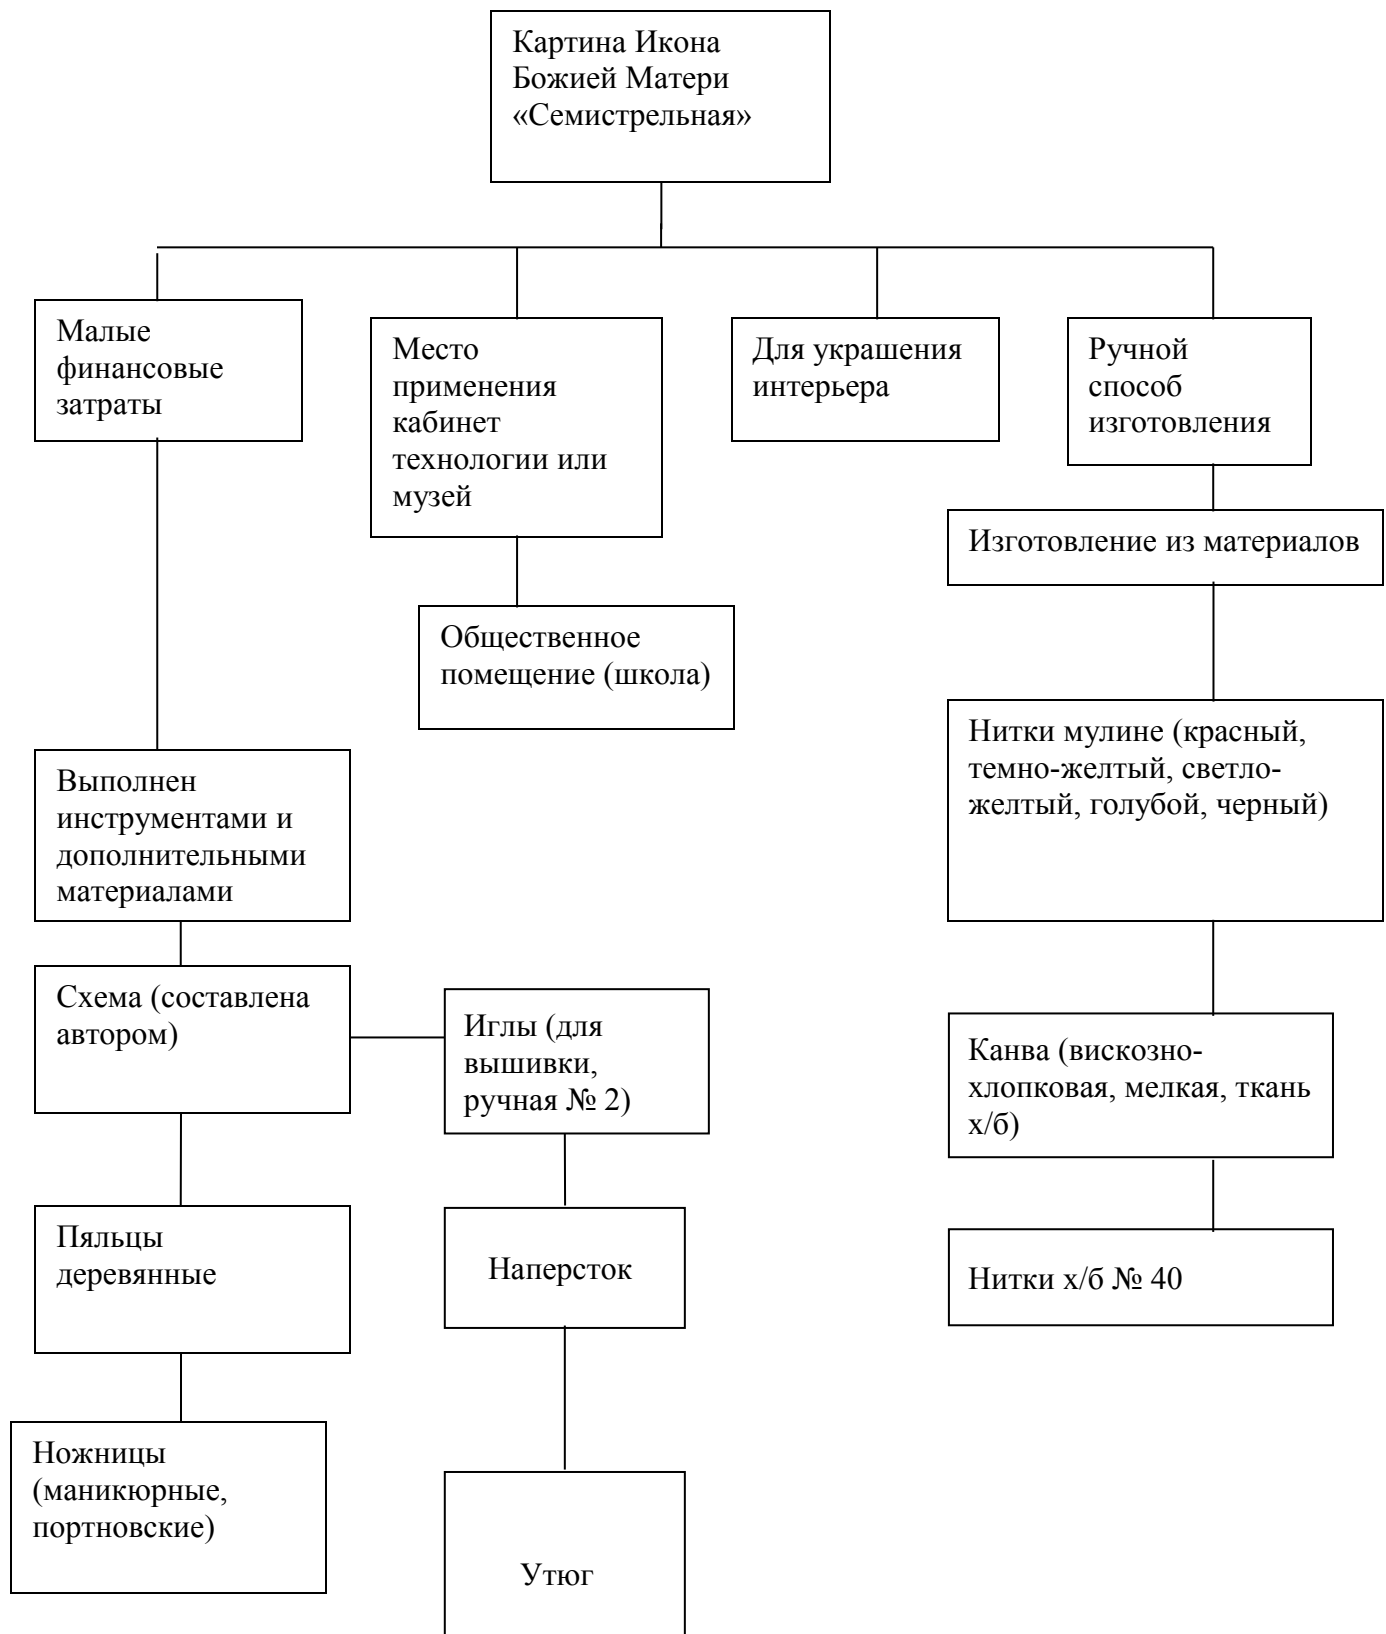 Картина Икона
Божией Матери
«Семистрельная»
Малые
финансовые
затраты
Место
применения
кабинет
технологии или
музей
Для украшения
интерьера
Ручной
способ
изготовления
Изготовление из материалов
Общественное
помещение (школа)
Нитки мулине (красный,
темно-желтый, светло-
желтый, голубой, черный)
Выполнен
инструментами и
дополнительными
материалами
Схема (составлена
автором)
Иглы (для
вышивки,
ручная № 2)
Канва (вискозно-
хлопковая, мелкая, ткань
х/б)
Пяльцы
деревянные
Наперсток
Нитки х/б № 40
Ножницы
(маникюрные,
портновские)
Утюг